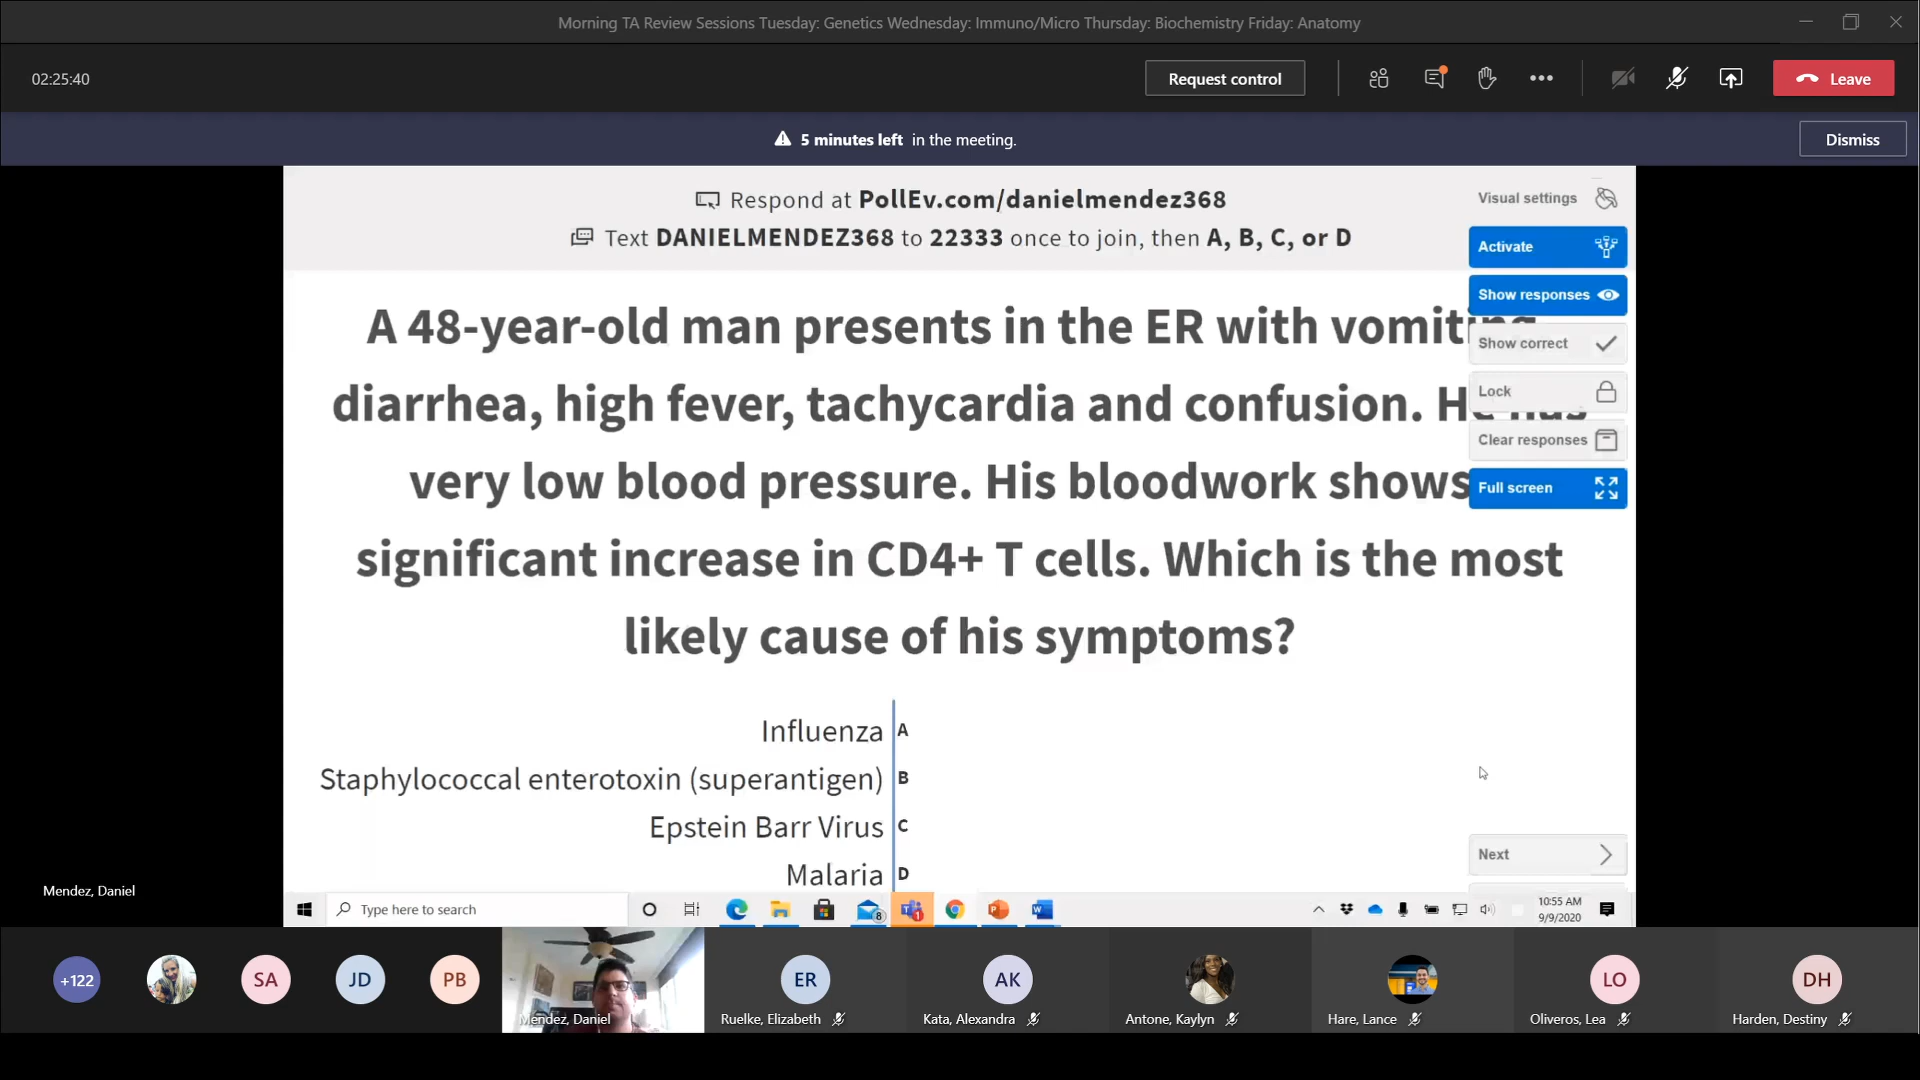 Morning TA Review Sessions Tuesday: Genetics Wednesday: Immuno/Micro Thursday: Biochemistry Friday: Anatomy
02:25:40
Request control
Leave
5 minutes left in the meeting.
Dismiss
Respond at PollEv.com/danielmendez368
Text DANIELMENDEZ368 to 22333 once to join, then A, B, C, or D
Visual settings
Activate
Show responses
Show correct
Lock
Clear responses
Full screen
A 48-year-old man presents in the ER with vomiting
diarrhea, high fever, tachycardia and confusion. He has
very low blood pressure. His bloodwork shows
significant increase in CD4+ T cells. Which is the most
likely cause of his symptoms?
Influenza A
Staphylococcal enterotoxin (superantigen) B
Epstein Barr Virus C
Malaria D
Next
Mendez, Daniel
Type here to search
8
1
10:55 AM
9/9/2020
+122
SA
JD
PB
Mendez, Daniel
ER
Ruelke, Elizabeth
AK
Kata, Alexandra
Antone, Kaylyn
Hare, Lance
LO
Oliveros, Lea
DH
Harden, Destiny